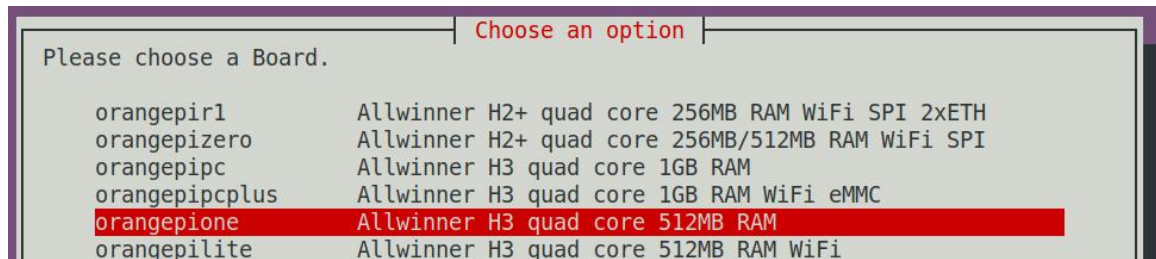 Choose an option
Please choose a Board.
orangepir1 Allwinner H2+ quad core 256MB RAM WiFi SPI 2xETH
orangepizero Allwinner H2+ quad core 256MB/512MB RAM WiFi SPI
orangepipc Allwinner H3 quad core 1GB RAM
orangepipcplus Allwinner H3 quad core 1GB RAM WiFi eMMC
orangepione Allwinner H3 quad core 512MB RAM
orangepilite Allwinner H3 quad core 512MB RAM WiFi